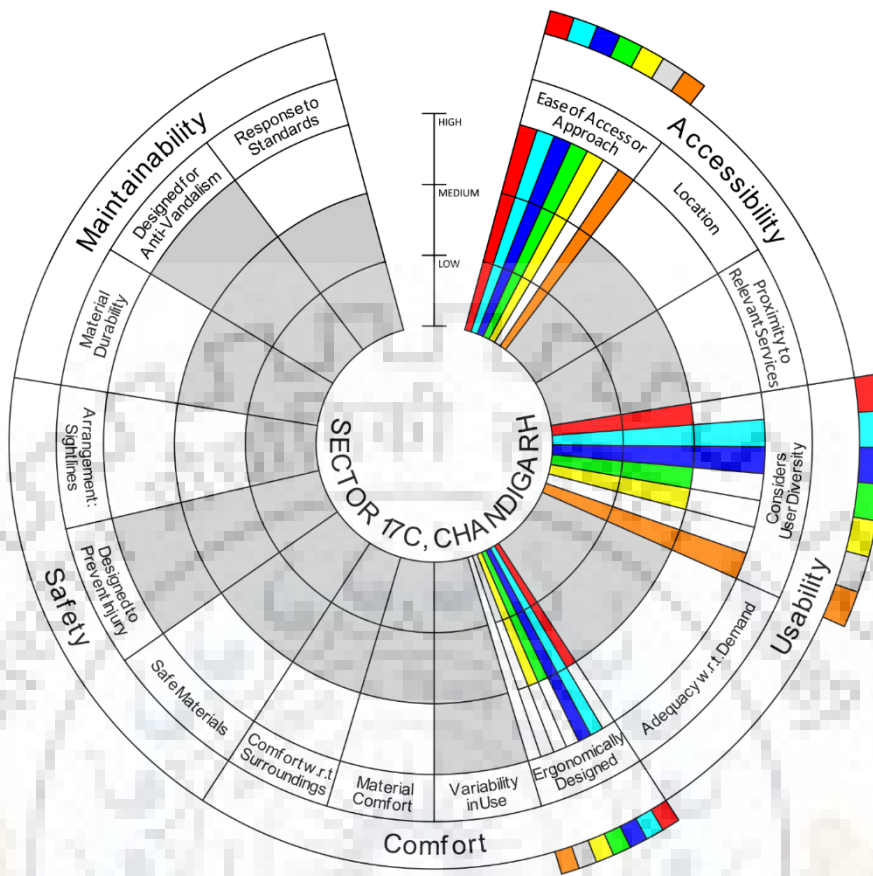 Maintainability
Response to
Standards
Designed for
Anti-Vandalism
Material
Durability
HIGH
MEDIUM
LOW
Accessibility
Ease of Access or
Approach
Location
Proximity to
Relevant Services
Usability
Considers
User Diversity
Adequacy w.r.t. Demand
Comfort
Ergonomically
Designed
Variability
in Use
Material
Comfort
Comfort w.r.t
Surroundings
Safety
Safe Materials
Designed to
Prevent Injury
Arrangement:
Sightlines
SECTOR 17C, CHANDIGARH